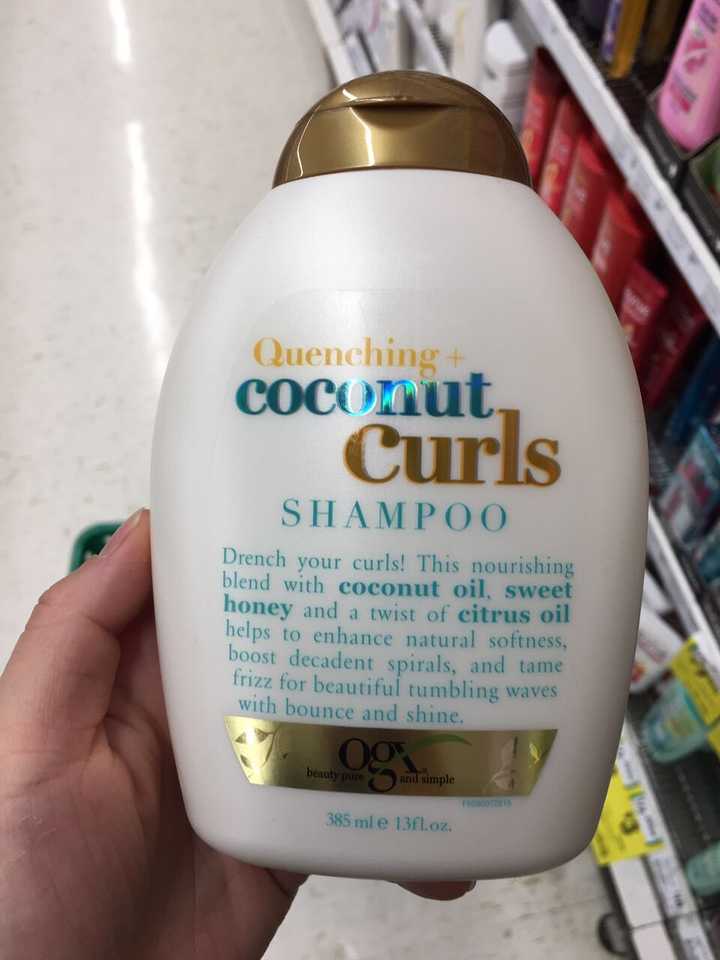 Quenching +
coconut
curls
SHAMPOO
Drench your curls! This nourishing
blend with coconut oil, sweet
honey and a twist of citrus oil
helps to enhance natural softness,
boost decadent spirals, and tame
frizz for beautiful tumbling waves
with bounce and shine.
ogx
beauty pure and simple
385 ml e 13fl.oz.